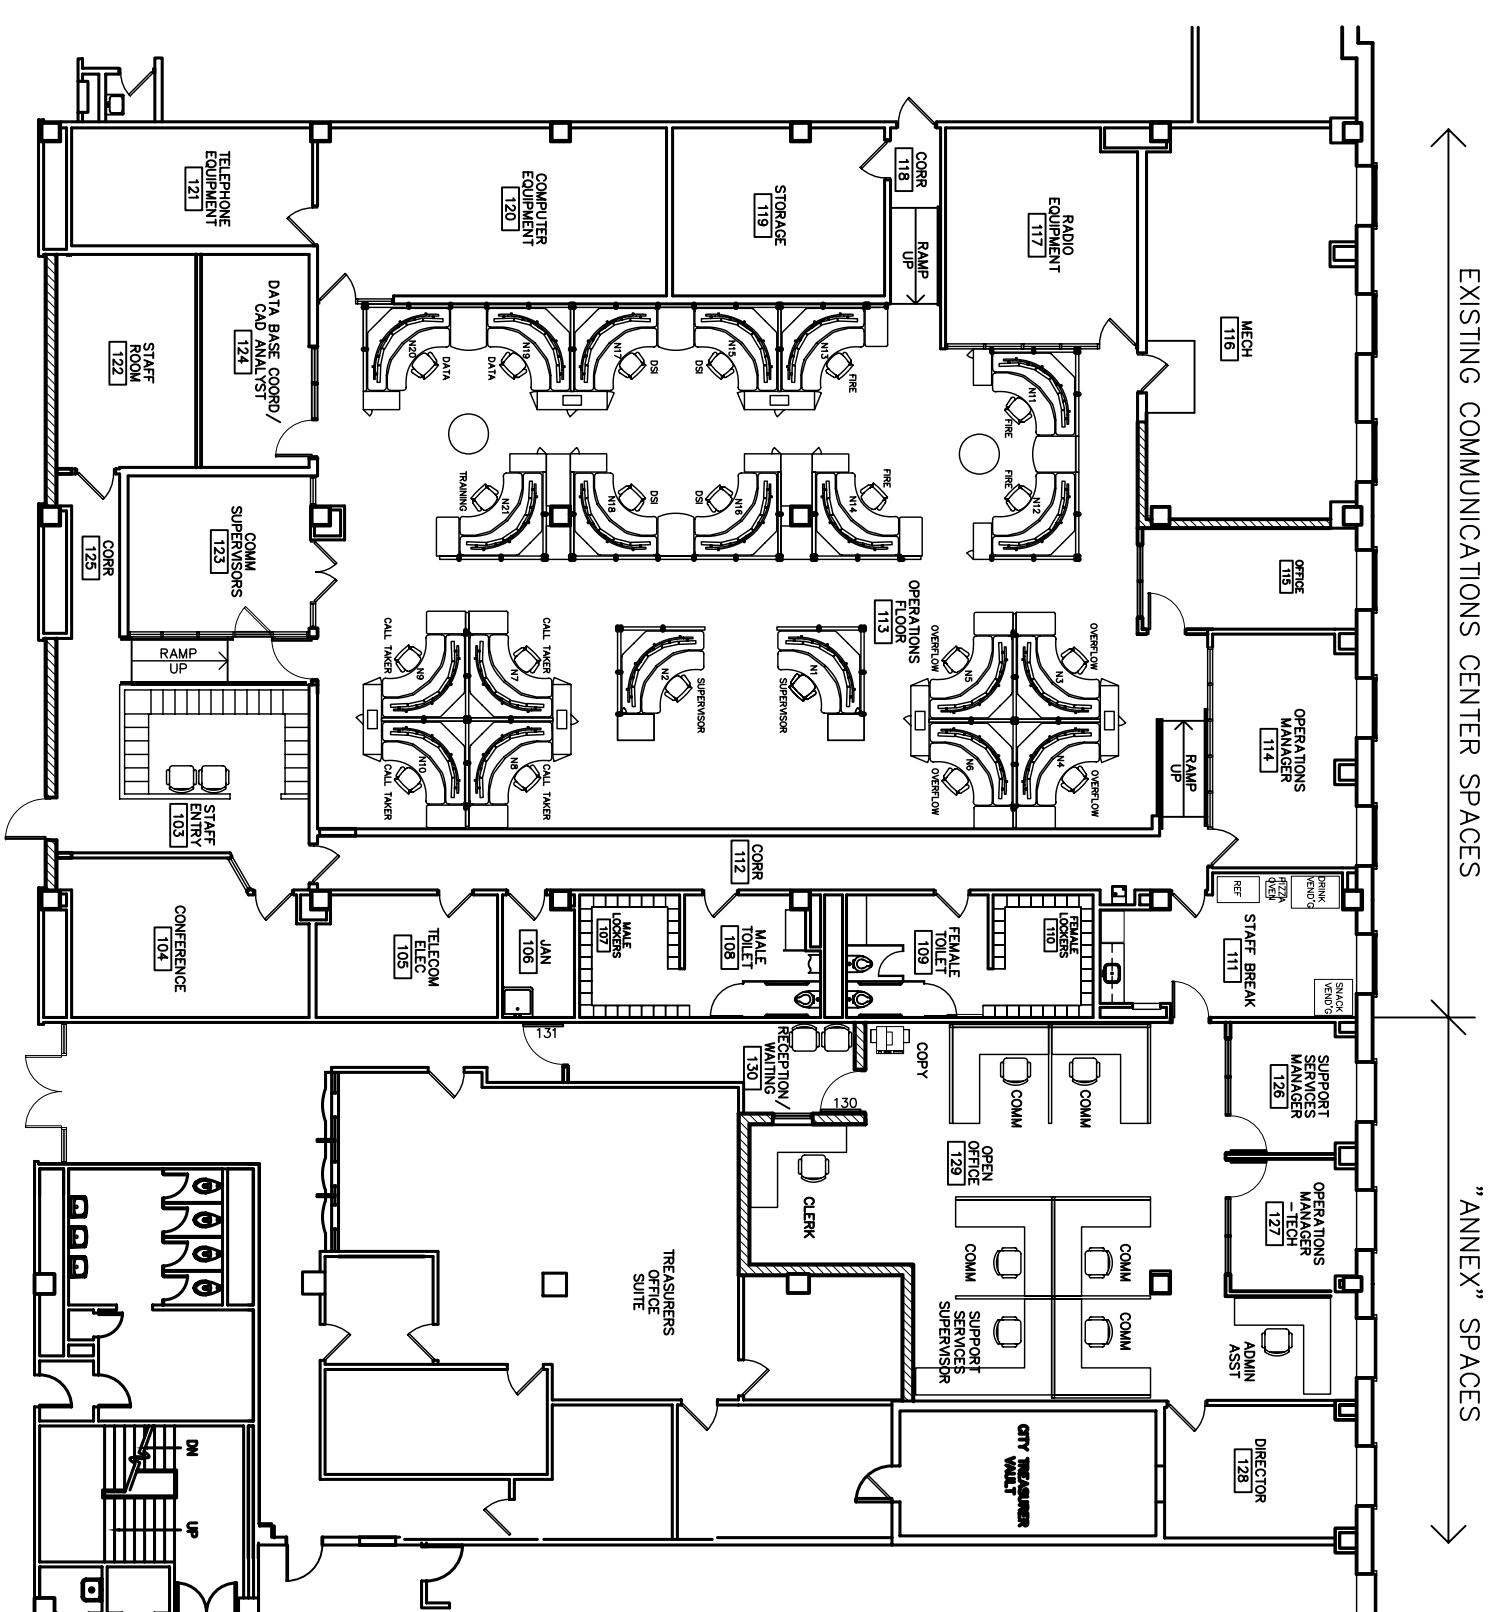 EXISTING COMMUNICATIONS CENTER SPACES
"ANNEX" SPACES
TELEPHONE
EQUIPMENT
121
COMPUTER
EQUIPMENT
120
STORAGE
119
CORR
118
RAMP
UP
RADIO
EQUIPMENT
117
MECH
116
DATA BASE COORD/
CAD ANALYST
124
STAFF
ROOM
122
N20
DATA
N19
DATA
N17
DSI
N15
DSI
N13
FIRE
N11
FIRE
N12
FIRE
N21
TRAINING
N18
DSI
N16
DSI
N14
FIRE
COMM
SUPERVISORS
123
CORR
125
OFFICE
115
OPERATIONS
FLOOR
113
RAMP
UP
CALL TAKER
N9
CALL TAKER
N7
CALL TAKER
N10
CALL TAKER
N8
N2
SUPERVISOR
N1
SUPERVISOR
OVERFLOW
N5
OVERFLOW
N3
OVERFLOW
N6
OVERFLOW
N4
OPERATIONS
MANAGER
114
RAMP
UP
STAFF
ENTRY
103
CORR
112
CONFERENCE
104
TELECOM
ELEC
105
JAN
106
MALE
LOCKERS
107
MALE
TOILET
108
FEMALE
TOILET
109
FEMALE
LOCKERS
110
STAFF BREAK
111
REF
PIZZA
OVEN
DRINK
VEND'G
SNACK
VEND'G
131
RECEPTION/
WAITING
130
130
COPY
COMM
COMM
SUPPORT
SERVICES
MANAGER
126
OPEN
OFFICE
129
CLERK
OPERATIONS
MANAGER
-TECH
127
COMM
COMM
COMM
SUPPORT
SERVICES
SUPERVISOR
ADMIN
ASST
TREASURERS
OFFICE
SUITE
CITY TREASURER
VAULT
DIRECTOR
128
DN
UP